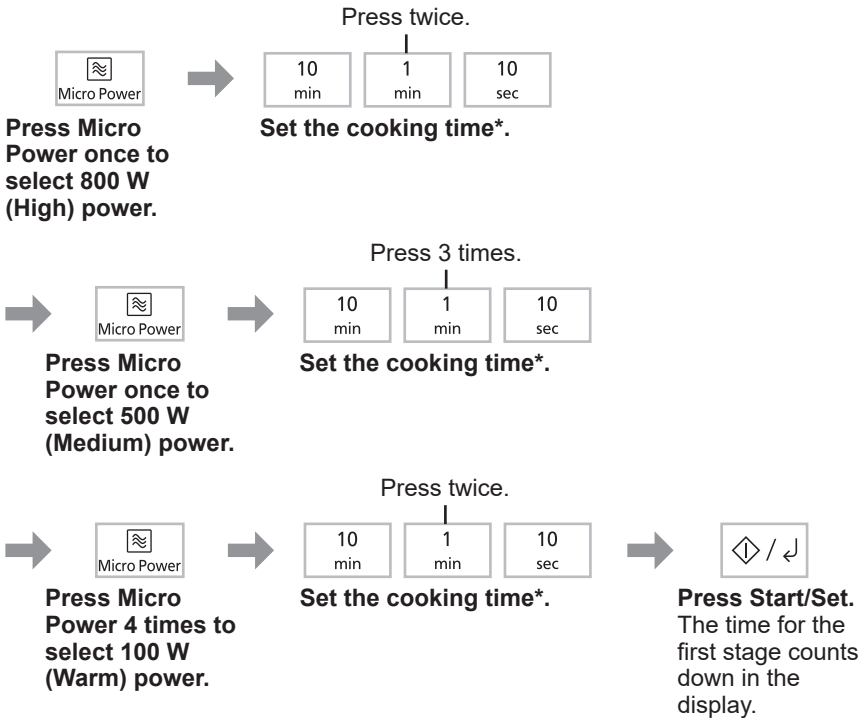 Press twice.
Micro Power
10 min
1 min
10 sec
Press Micro
Power once to
select 800 W
(High) power.
Set the cooking time*.
Press 3 times.
Micro Power
10 min
1 min
10 sec
Press Micro
Power once to
select 500 W
(Medium) power.
Set the cooking time*.
Press twice.
Micro Power
10 min
1 min
10 sec
/
Press Micro
Power 4 times to
select 100 W
(Warm) power.
Set the cooking time*.
Press Start/Set.
The time for the
first stage counts
down in the
display.